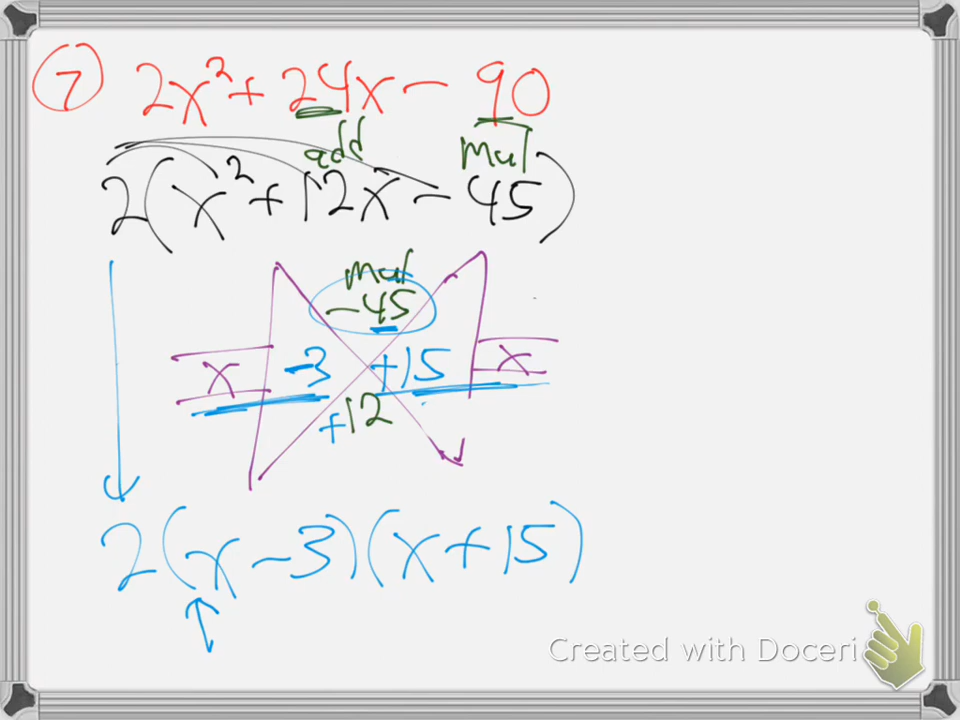 7 2x² + 24x - 90
add mul
2(x² + 12x - 45)
mul
-45
x -3 +15 x
+12
2(x - 3)(x + 15)
Created with Doceri